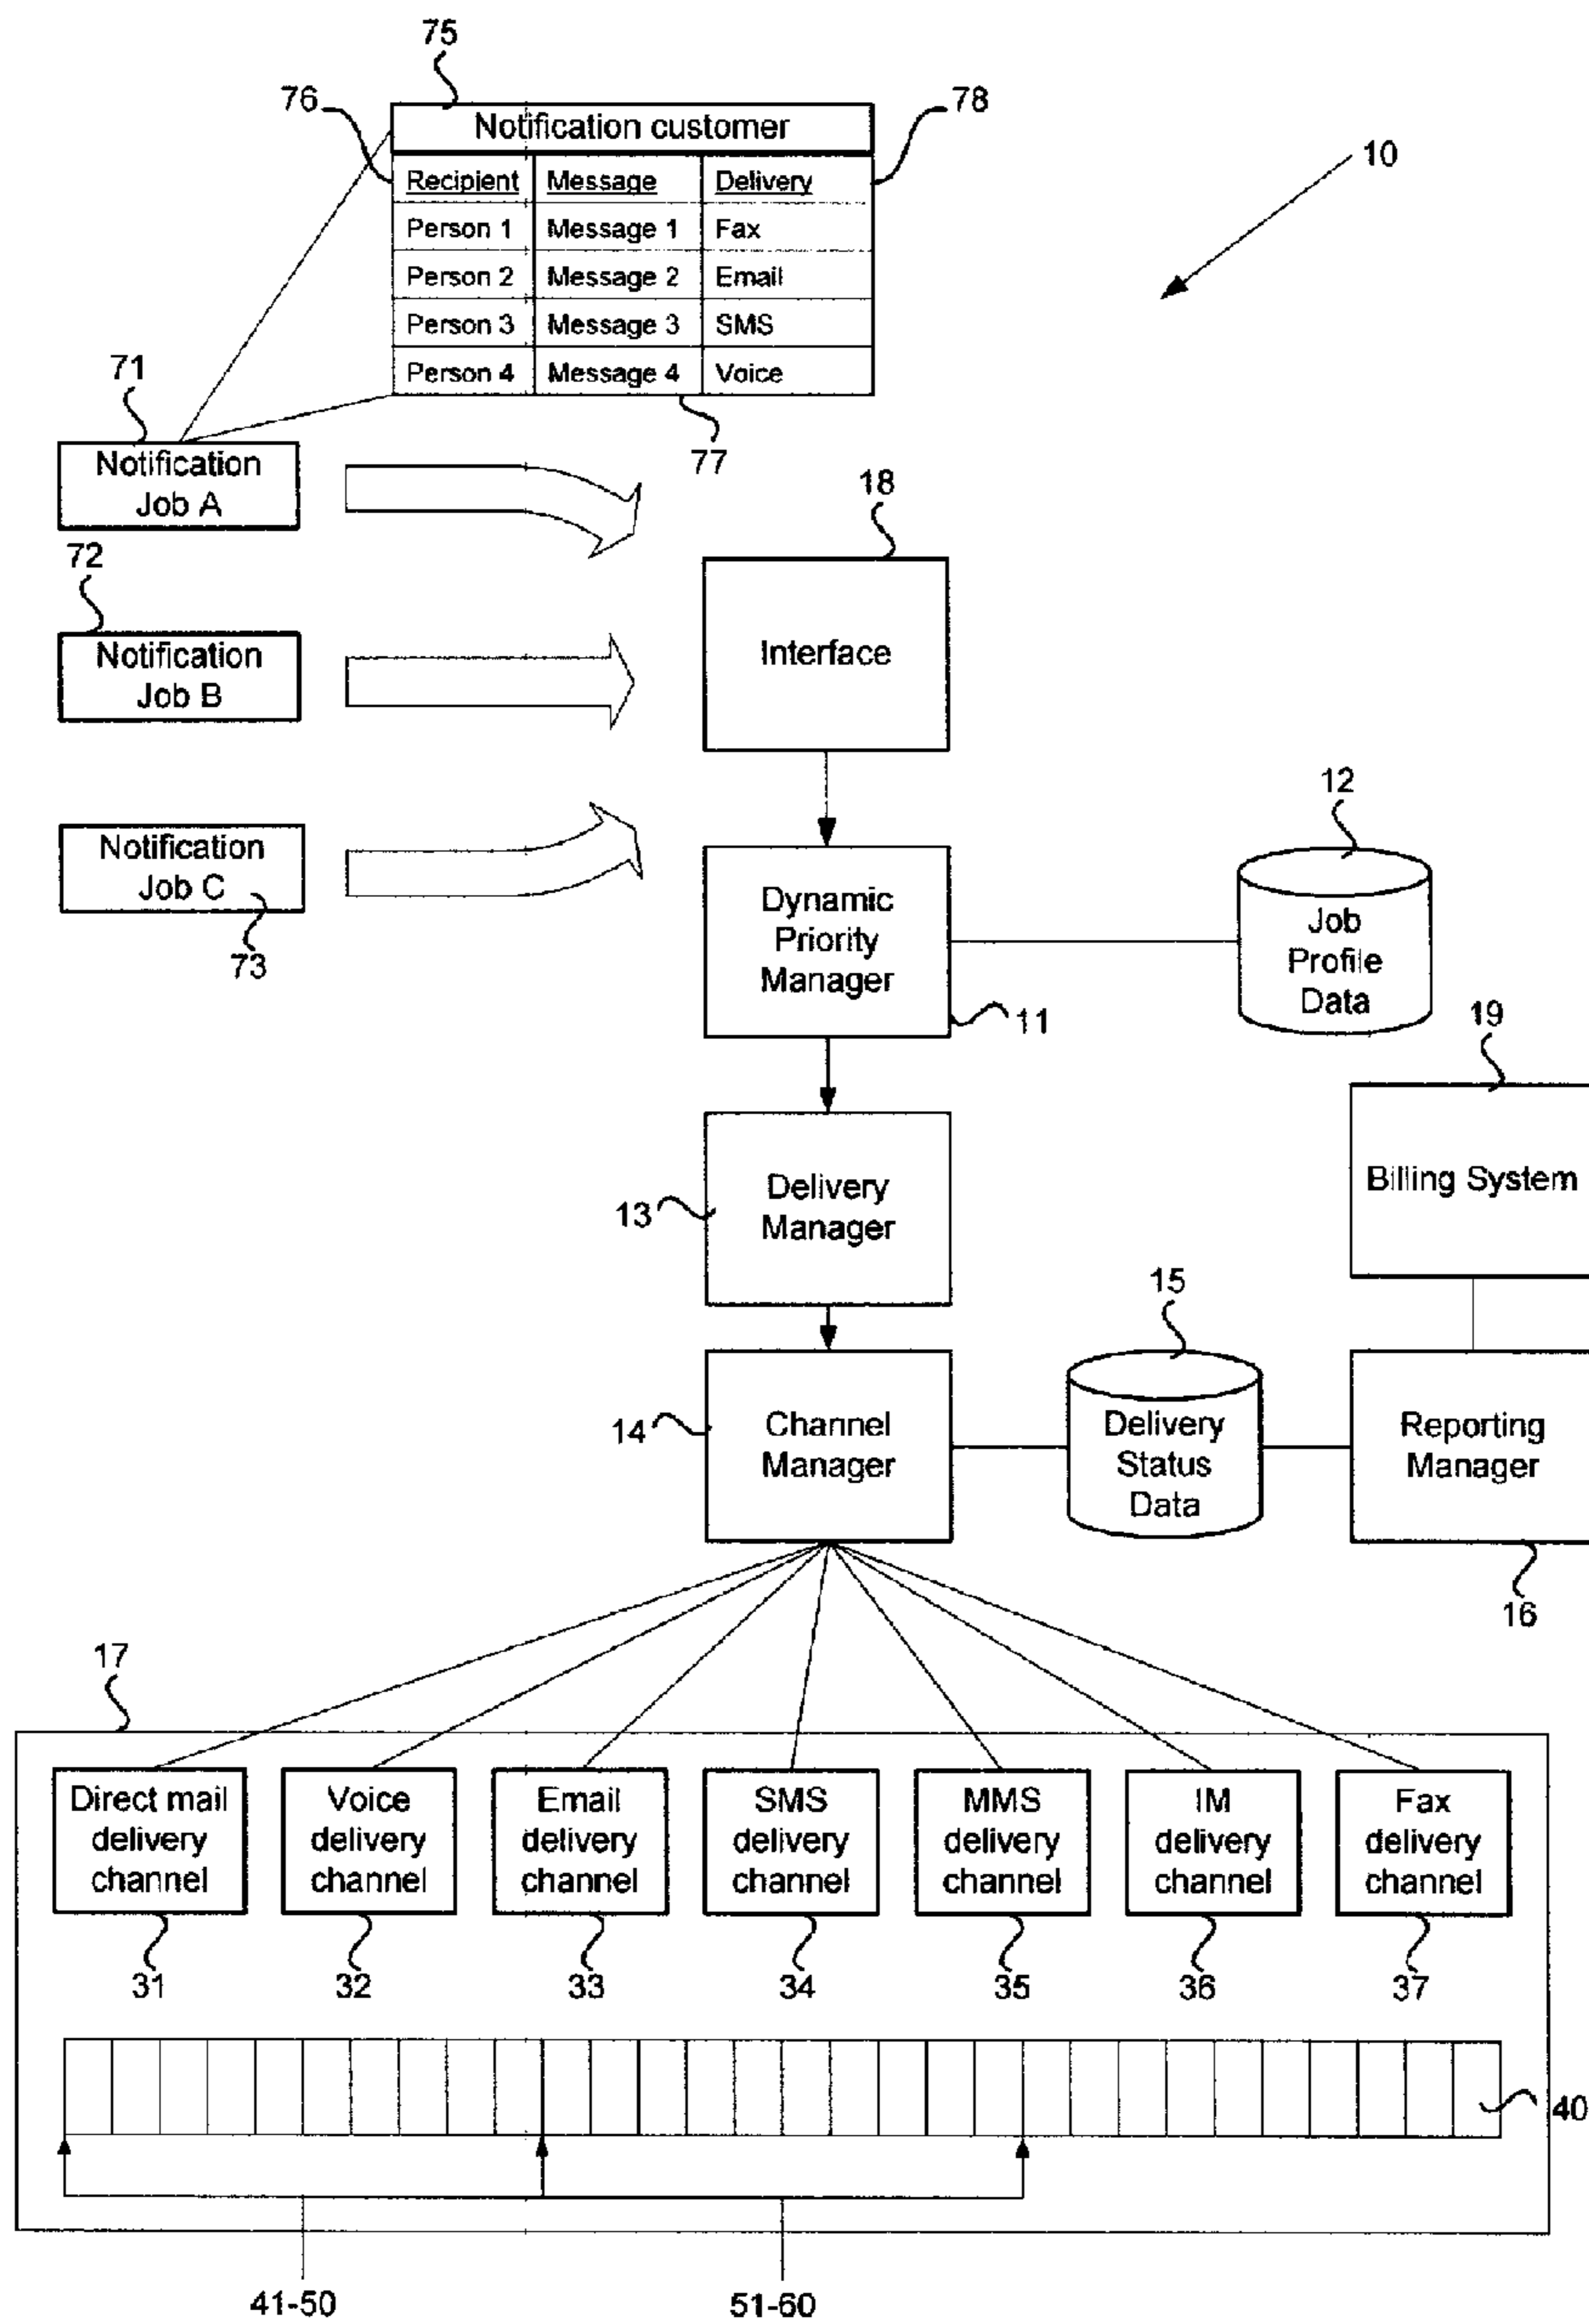 75
76
78
Notification customer
10
Recipient Message Delivery
Person 1 Message 1 Fax
Person 2 Message 2 Email
Person 3 Message 3 SMS
Person 4 Message 4 Voice
71
77
Notification
Job A
18
72
Notification
Job B
Interface
12
Notification
Job C
73
Dynamic
Priority
Manager
11
Job
Profile
Data
19
Billing System
13
Delivery
Manager
15
14
Channel
Manager
Delivery
Status
Data
Reporting
Manager
16
17
Direct mail
delivery
channel
Voice
delivery
channel
Email
delivery
channel
SMS
delivery
channel
MMS
delivery
channel
IM
delivery
channel
Fax
delivery
channel
31
32
33
34
35
36
37
40
41-50
51-60